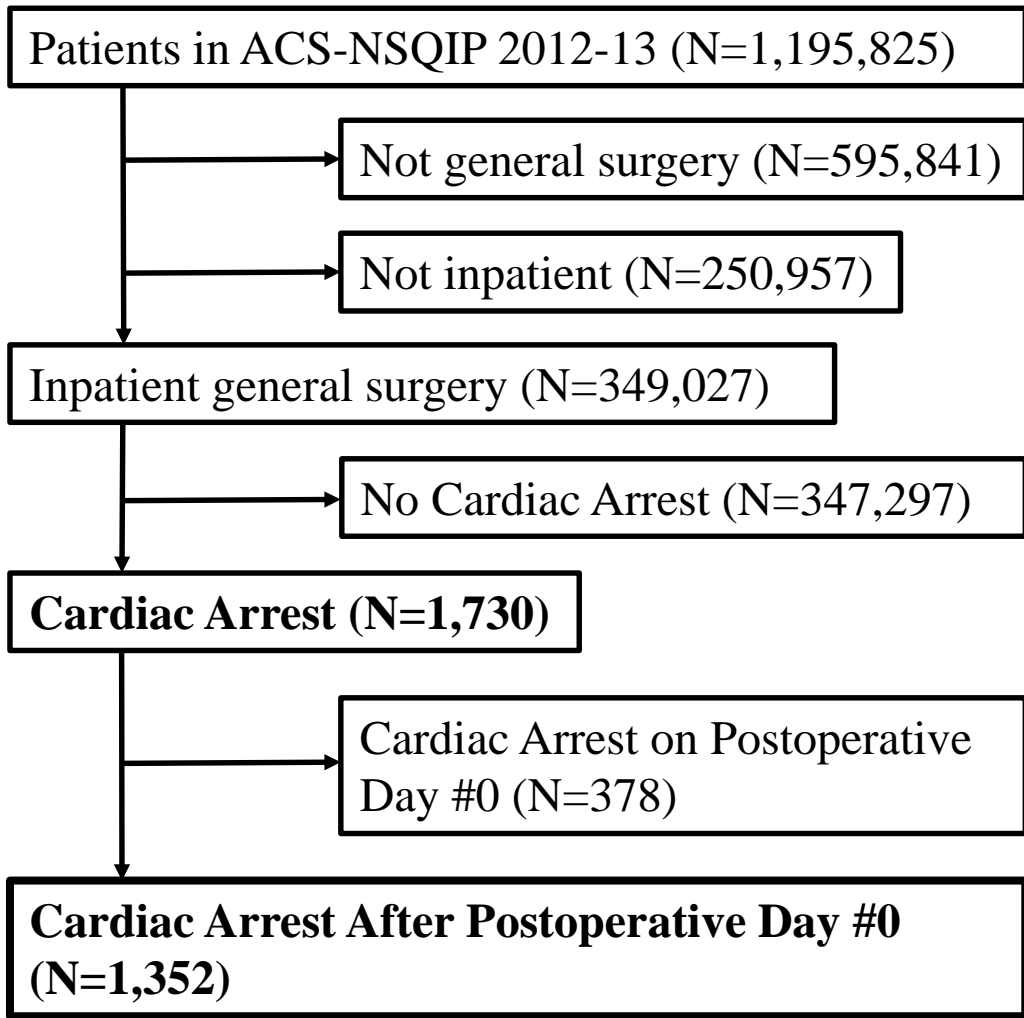 Patients in ACS-NSQIP 2012-13 (N=1,195,825)
Not general surgery (N=595,841)
Not inpatient (N=250,957)
Inpatient general surgery (N=349,027)
No Cardiac Arrest (N=347,297)
Cardiac Arrest (N=1,730)
Cardiac Arrest on Postoperative
Day #0 (N=378)
Cardiac Arrest After Postoperative Day #0
(N=1,352)